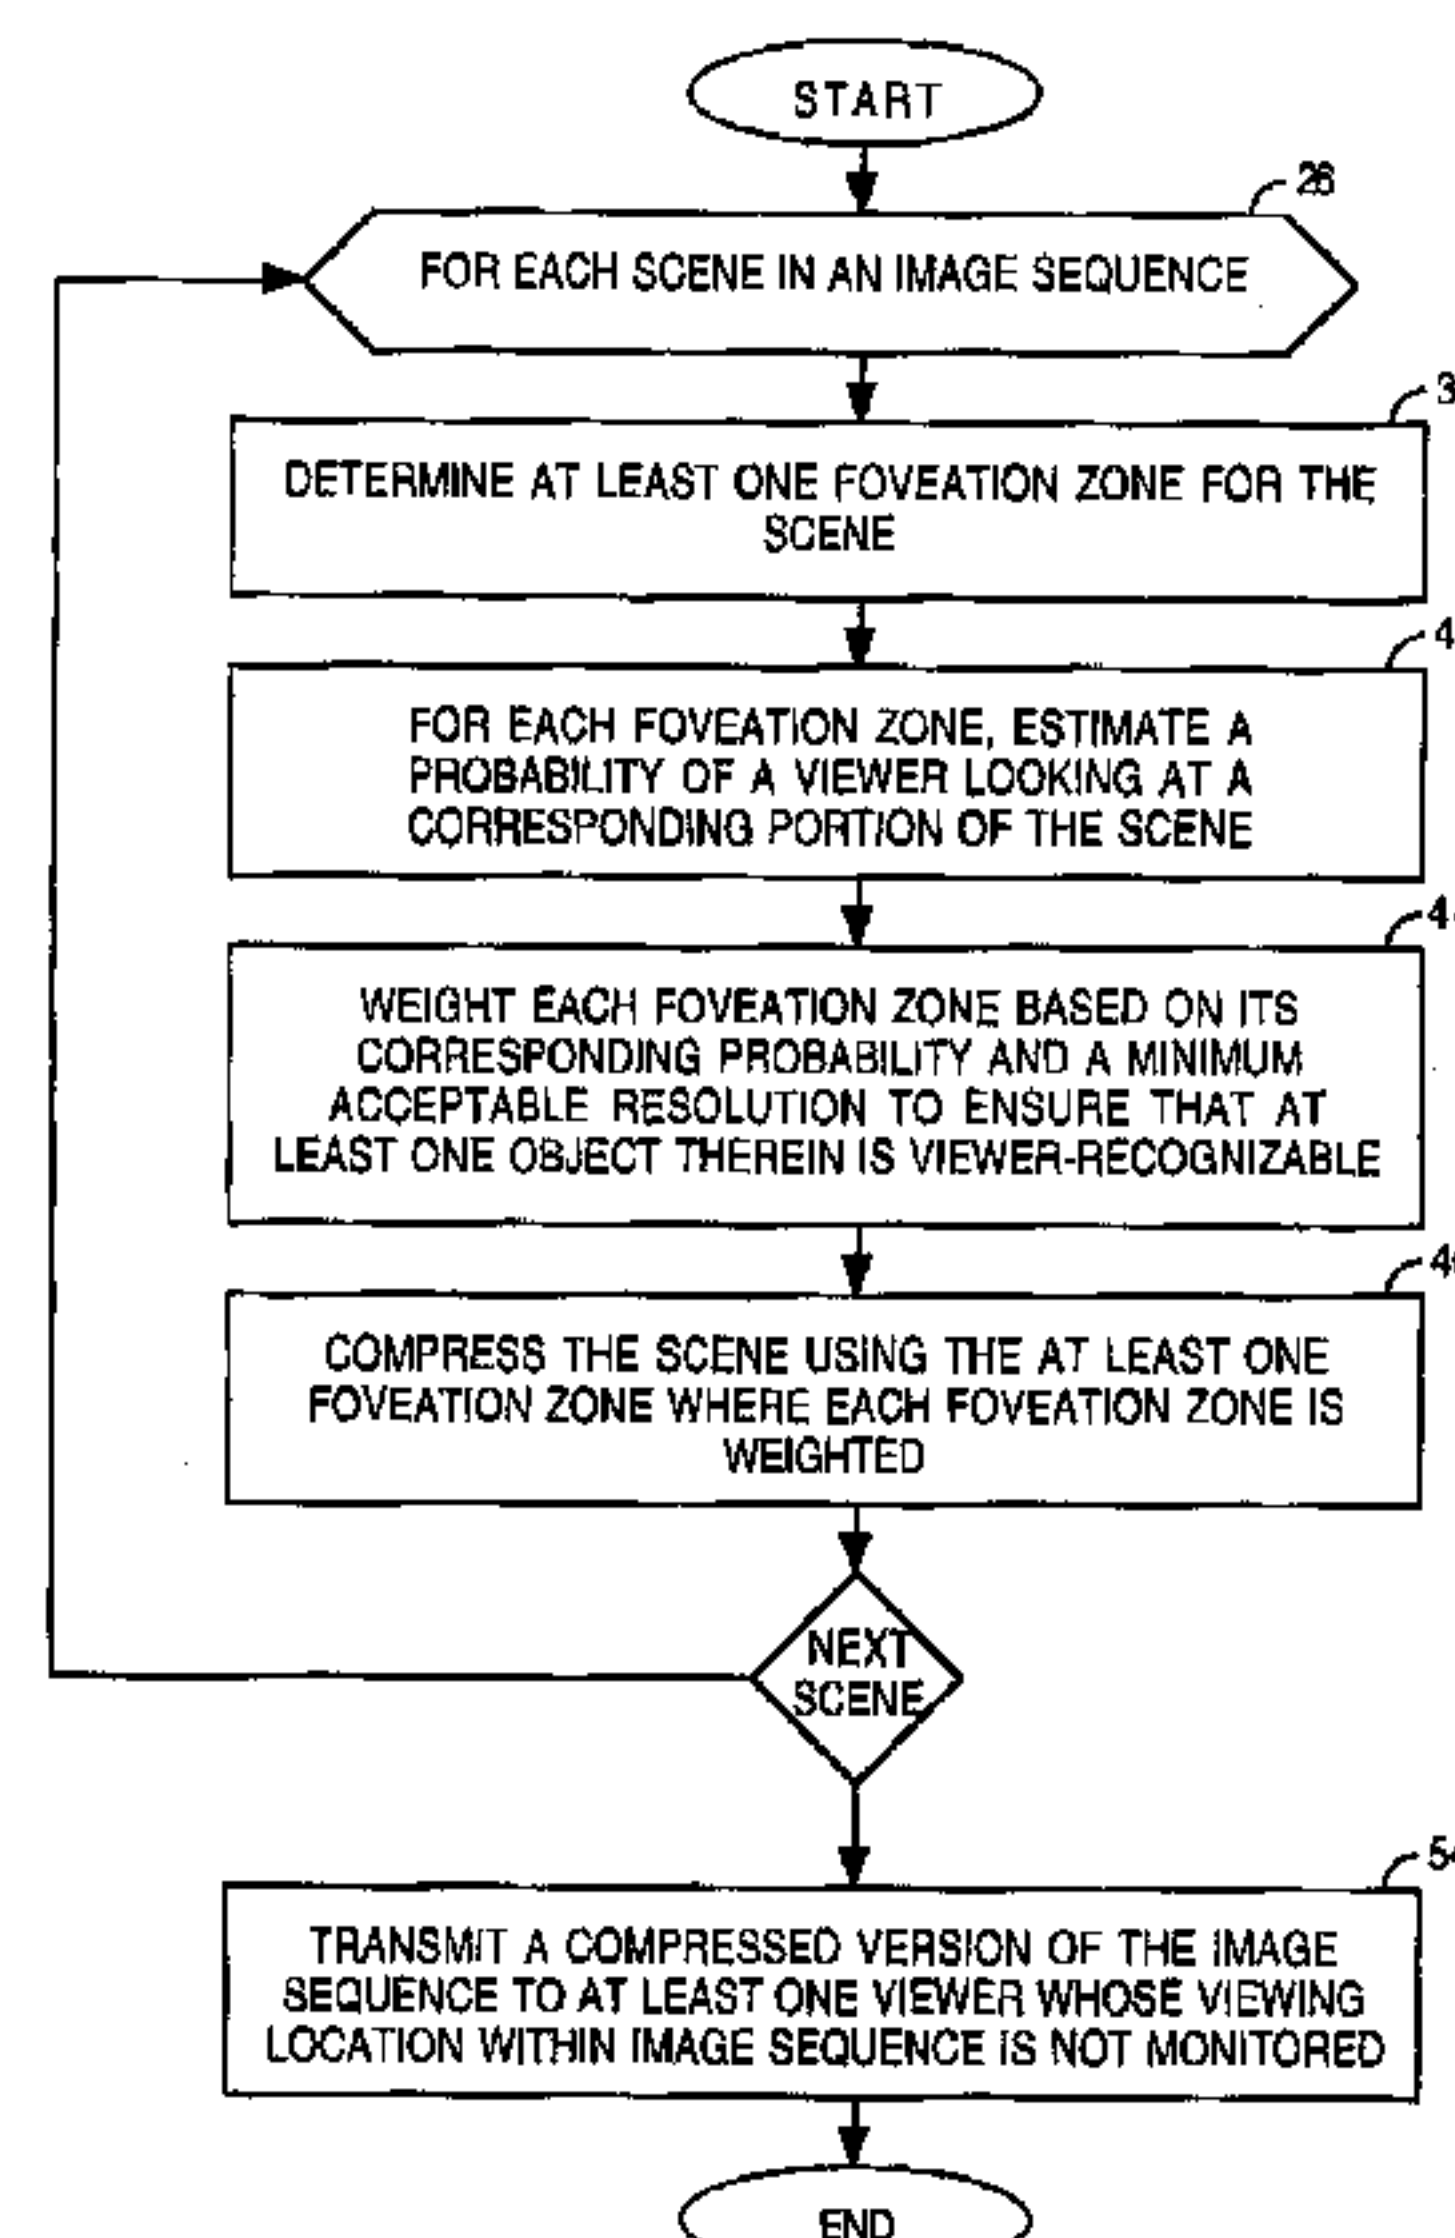 START
28
FOR EACH SCENE IN AN IMAGE SEQUENCE
DETERMINE AT LEAST ONE FOVEATION ZONE FOR THE
SCENE
FOR EACH FOVEATION ZONE, ESTIMATE A
PROBABILITY OF A VIEWER LOOKING AT A
CORRESPONDING PORTION OF THE SCENE
WEIGHT EACH FOVEATION ZONE BASED ON ITS
CORRESPONDING PROBABILITY AND A MINIMUM
ACCEPTABLE RESOLUTION TO ENSURE THAT AT
LEAST ONE OBJECT THEREIN IS VIEWER-RECOGNIZABLE
COMPRESS THE SCENE USING THE AT LEAST ONE
FOVEATION ZONE WHERE EACH FOVEATION ZONE IS
WEIGHTED
NEXT
SCENE
TRANSMIT A COMPRESSED VERSION OF THE IMAGE
SEQUENCE TO AT LEAST ONE VIEWER WHOSE VIEWING
LOCATION WITHIN IMAGE SEQUENCE IS NOT MONITORED
END